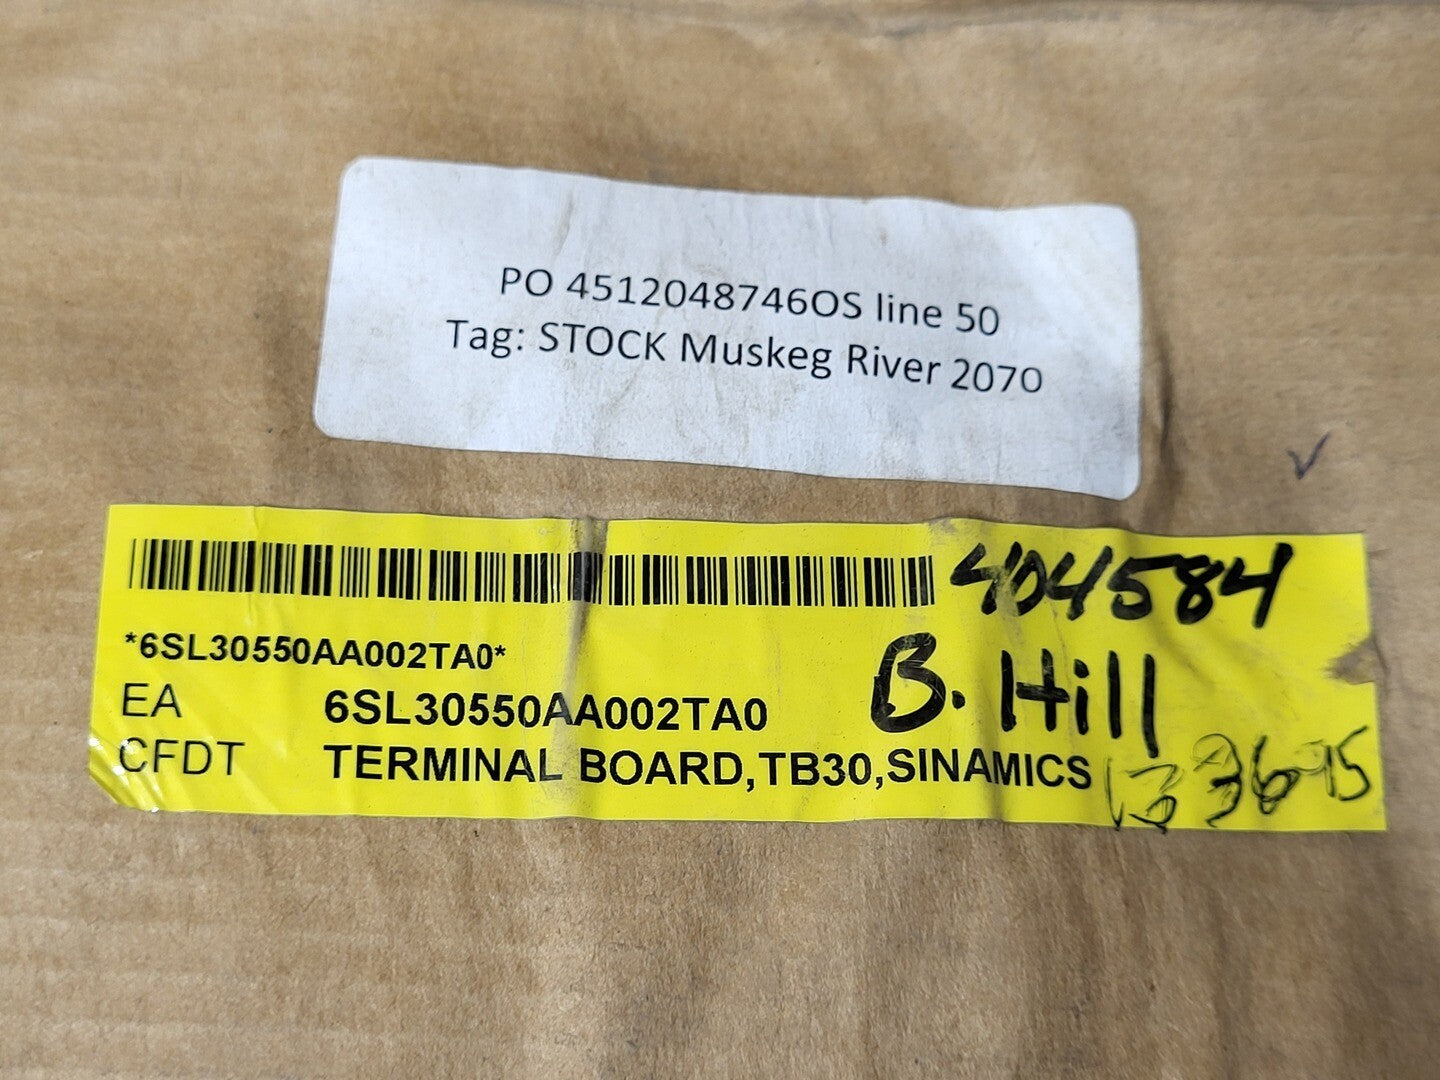 PO 4512048746OS line 50
Tag: STOCK Muskeg River 2070
404584
*6SL30550AA002TA0*
B. Hill
EA 6SL30550AA002TA0
CFDT TERMINAL BOARD,TB30,SINAMICS